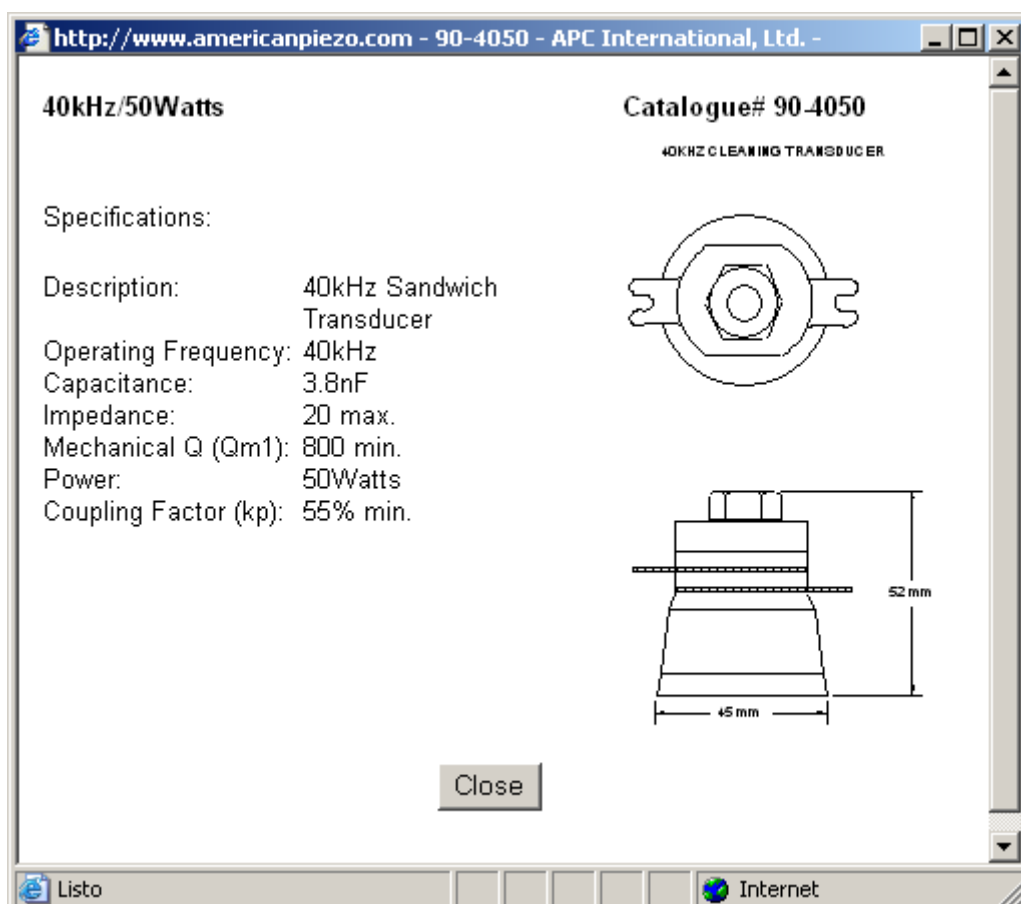 http://www.americanpiezo.com - 90-4050 - APC International, Ltd. -
40kHz/50Watts
Catalogue# 90-4050
40KHZ CLEANING TRANSDUCER
Specifications:
Description: 40kHz Sandwich
Transducer
Operating Frequency: 40kHz
Capacitance: 3.8nF
Impedance: 20 max.
Mechanical Q (Qm1): 800 min.
Power: 50Watts
Coupling Factor (kp): 55% min.
52 mm
45 mm
Close
Listo
Internet